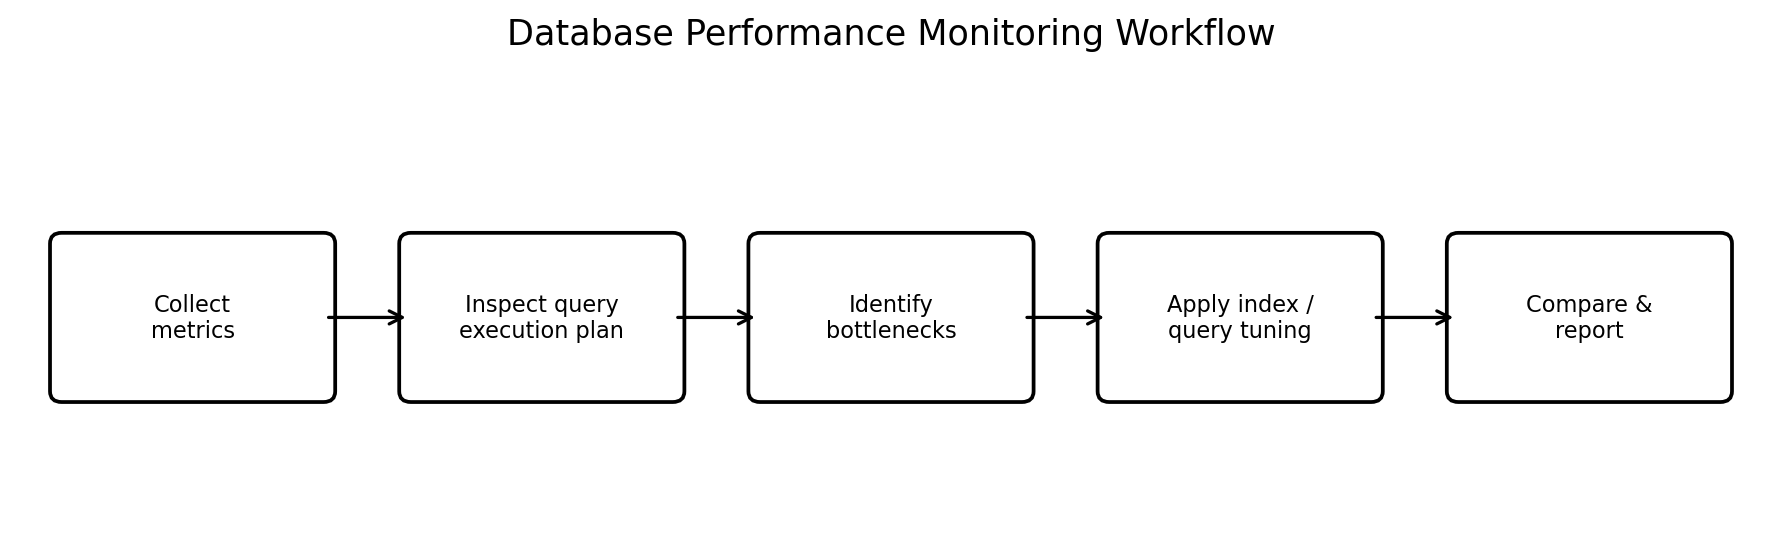 Database Performance Monitoring Workflow
Collect
metrics
Inspect query
execution plan
Identify
bottlenecks
Apply index /
query tuning
Compare &
report